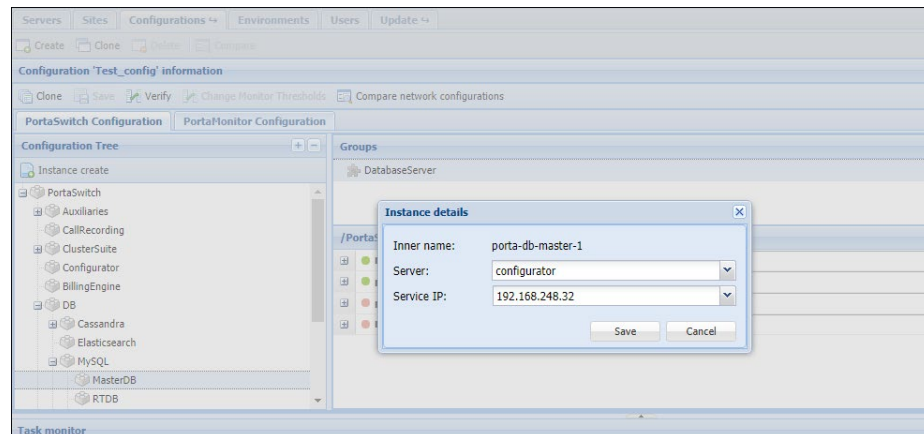 Servers Sites Configurations Environments Users Update
Create Clone Delete Compare
Configuration 'Test_config' information
Clone Save Verify Change Monitor Thresholds Compare network configurations
PortaSwitch Configuration PortaMonitor Configuration
Configuration Tree
Groups
Instance create
DatabaseServer
PortaSwitch
Auxiliaries
CallRecording
ClusterSuite
Configurator
BillingEngine
DB
Cassandra
Elasticsearch
MySQL
MasterDB
RTDB
Instance details
Inner name: porta-db-master-1
Server: configurator
Service IP: 192.168.248.32
Save Cancel
Task monitor